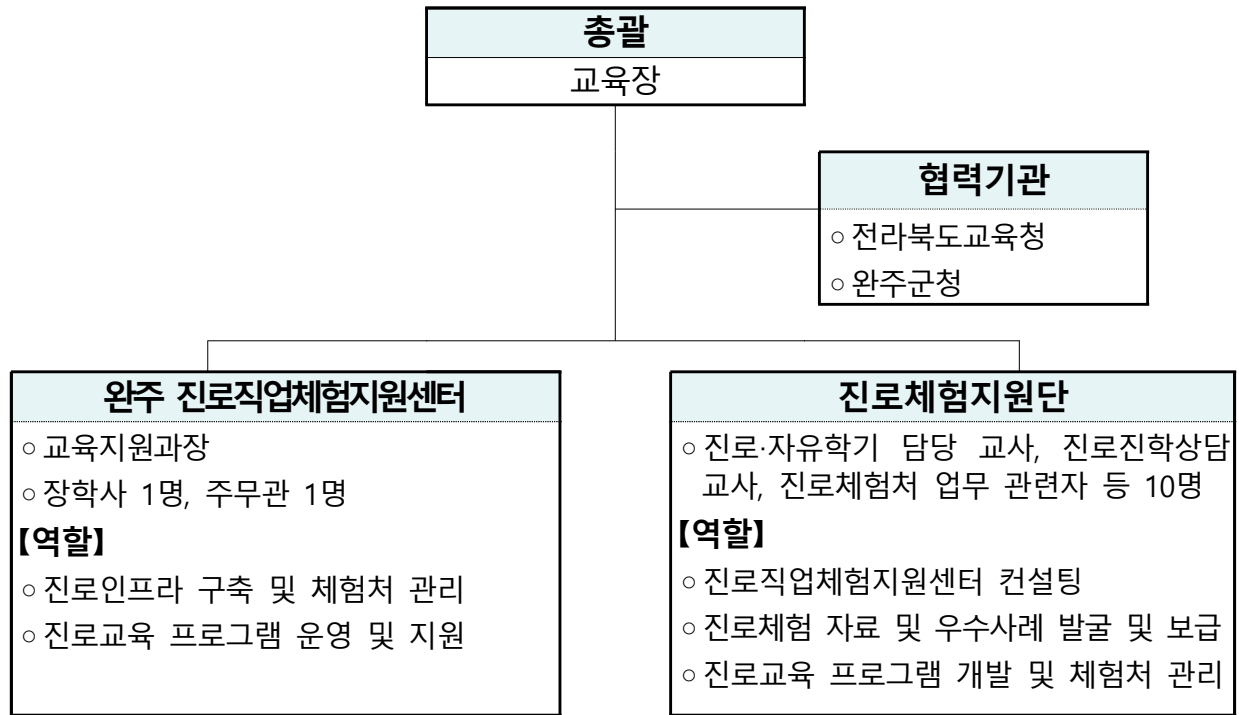 총괄
교육장
협력기관
○ 전라북도교육청
○ 완주군청
완주 진로직업체험지원센터
○ 교육지원과장
○ 장학사 1명, 주무관 1명
【역할】
○ 진로인프라 구축 및 체험처 관리
○ 진로교육 프로그램 운영 및 지원
진로체험지원단
○ 진로·자유학기 담당 교사, 진로진학상담
교사, 진로체험처 업무 관련자 등 10명
【역할】
○ 진로직업체험지원센터 컨설팅
○ 진로체험 자료 및 우수사례 발굴 및 보급
○ 진로교육 프로그램 개발 및 체험처 관리